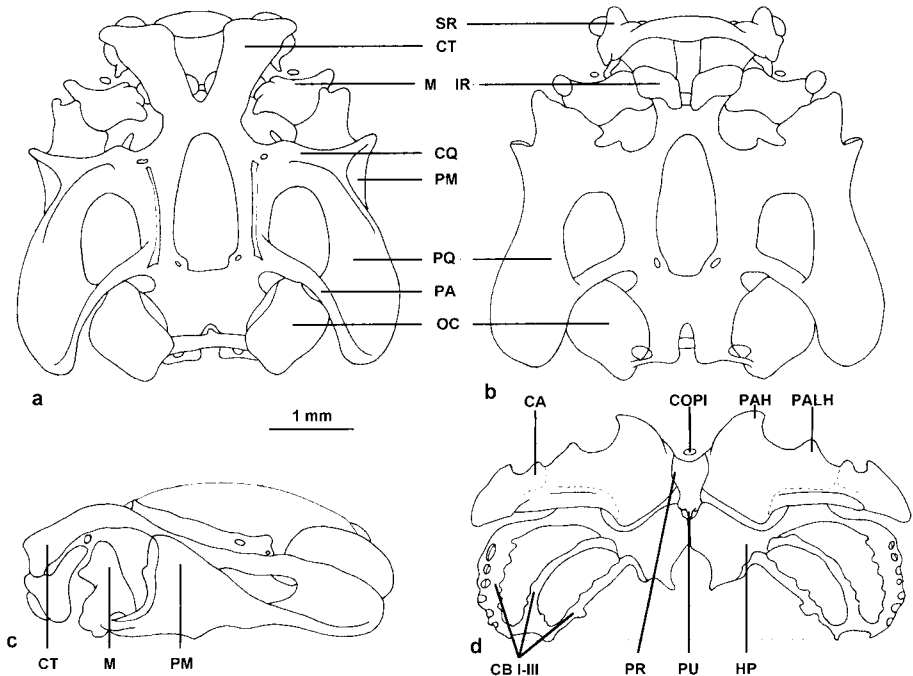 SR
CT
M IR
CQ
PM
PQ
PA
OC
a
b
1 mm
CA COPI PAH PALH
c
d
CT M PM
CB I-III PR PU HP